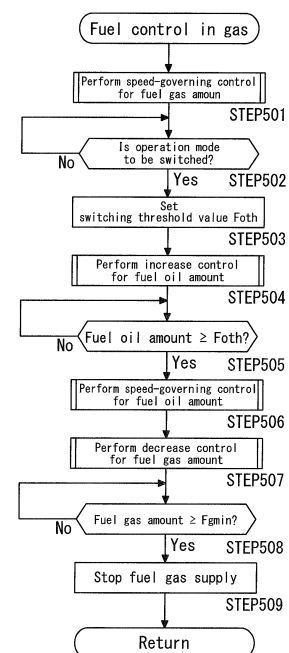 Fuel control in gas
Perform speed-governing control
for fuel gas amoun
STEP501
Is operation mode
to be switched?
No
Yes
STEP502
Set
switching threshold value Foth
STEP503
Perform increase control
for fuel oil amount
STEP504
Fuel oil amount ≥ Foth?
No
Yes
STEP505
Perform speed-governing control
for fuel oil amount
STEP506
Perform decrease control
for fuel gas amount
STEP507
Fuel gas amount ≥ Fgmin?
No
Yes
STEP508
Stop fuel gas supply
STEP509
Return